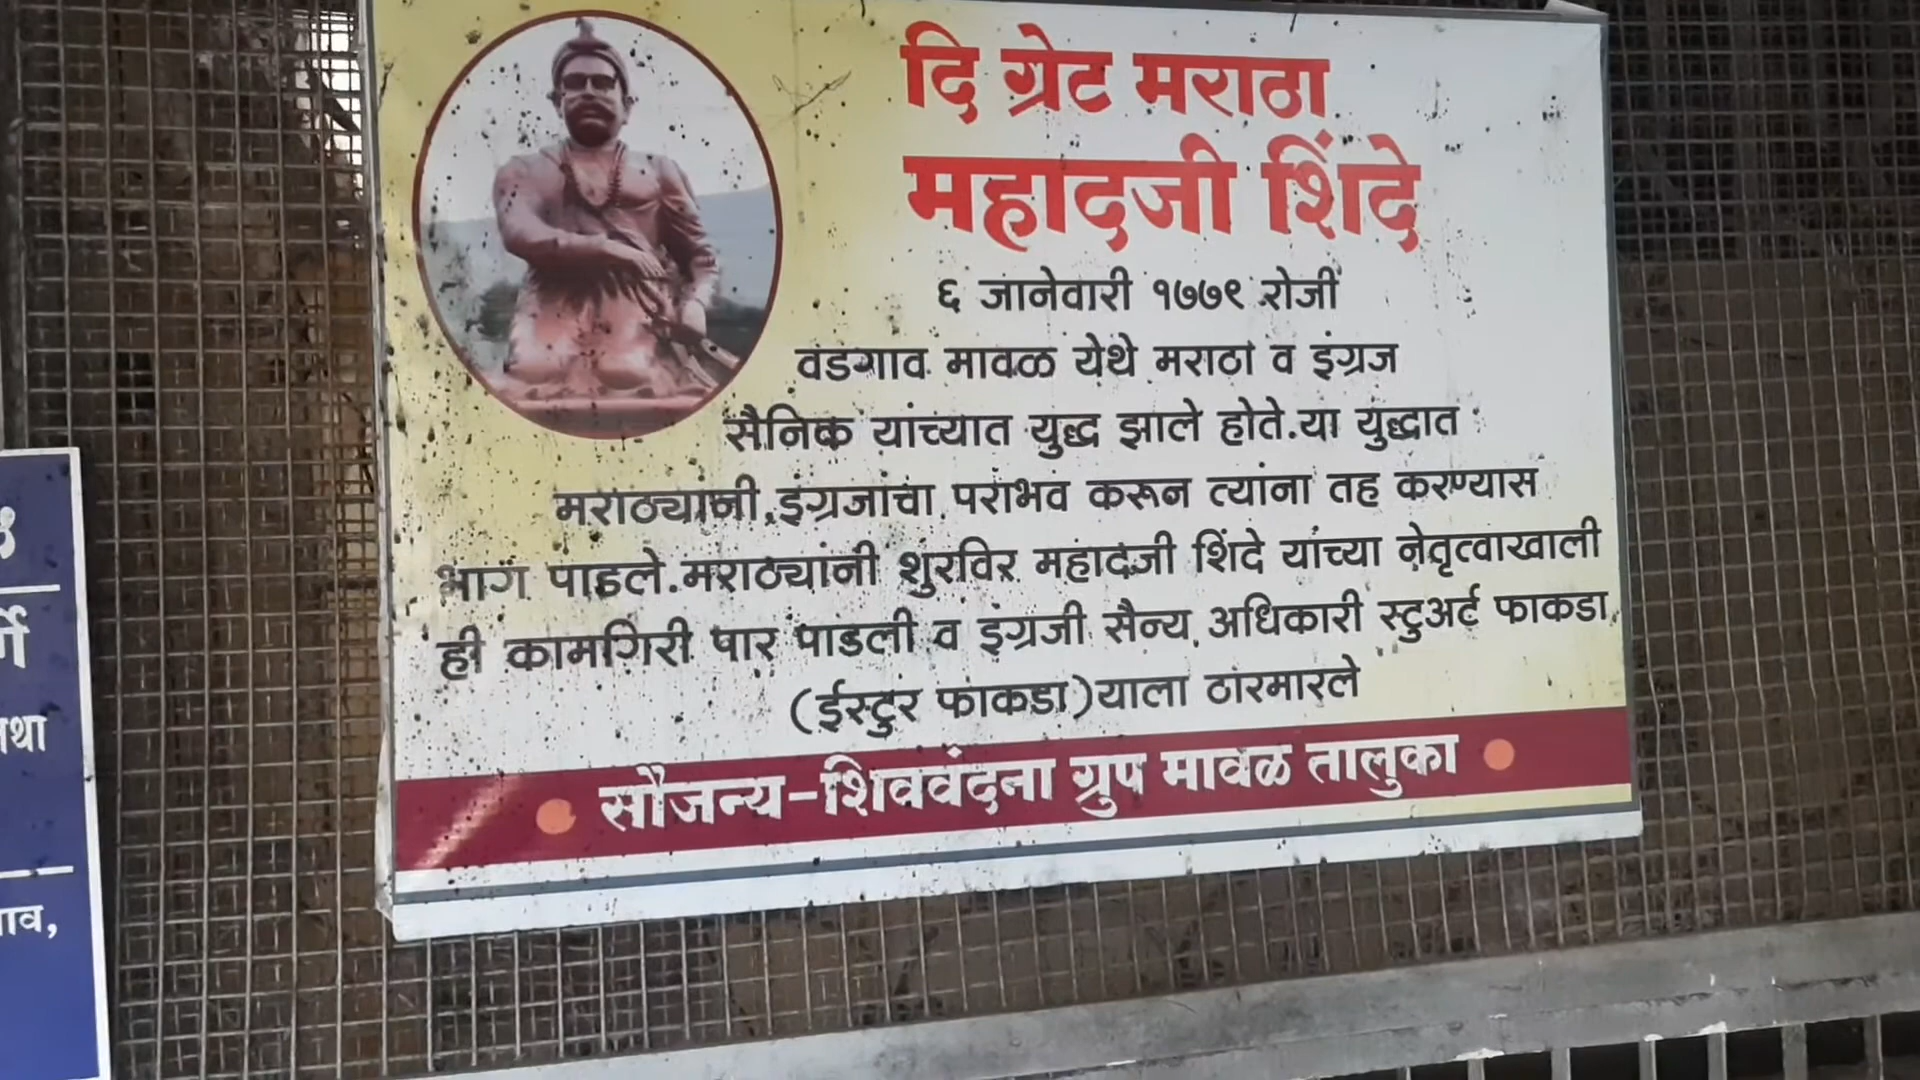 दि ग्रेट मराठा
महादजी शिंदे
६ जानेवारी १७७९ रोजी
वडगाव मावळ येथे मराठा व इंग्रज
सैनिक यांच्यात युद्ध झाले होते.या युद्धात
मराठ्यांनी इंग्रजांचा पराभव करून त्यांना तह करण्यास
भाग पाडले.मराठ्यांनी शुरविर महादजी शिंदे यांच्या नेतृत्वाखाली
ही कामगिरी पार पाडली व इंग्रजी सैन्य अधिकारी स्टुअर्ट फाकडा
(ईस्टुर फाकडा)याला ठारमारले
सौजन्य-शिववंदना ग्रुप मावळ तालुका